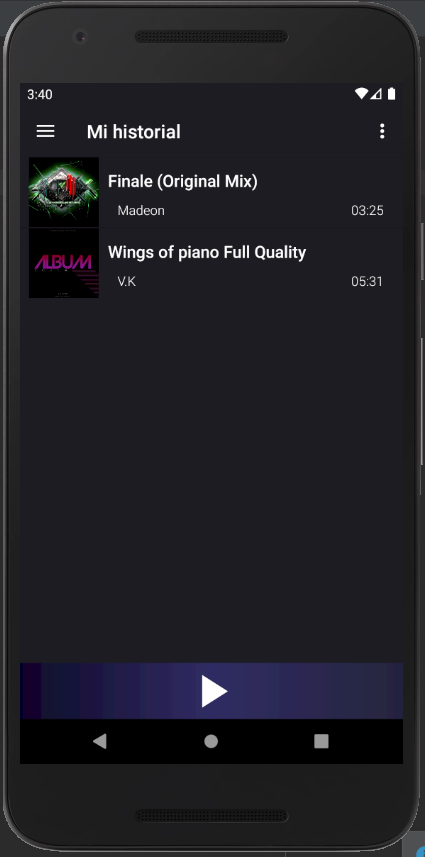 3:40
Mi historial
Finale (Original Mix)
Madeon 03:25
ALBUM
Wings of piano Full Quality
V.K 05:31